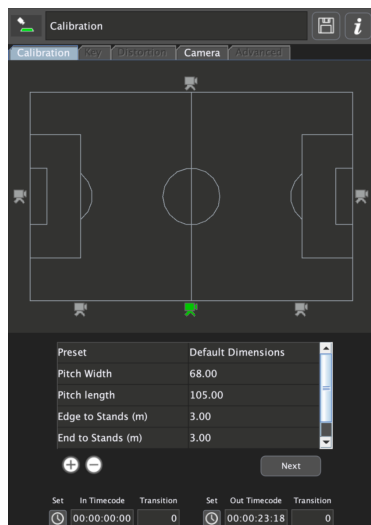 Calibration
Calibration Key Distortion Camera Advanced
Preset Default Dimensions
Pitch Width 68.00
Pitch length 105.00
Edge to Stands (m) 3.00
End to Stands (m) 3.00
Next
Set In Timecode Transition Set Out Timecode Transition
00:00:00:00 0 00:00:23:18 0